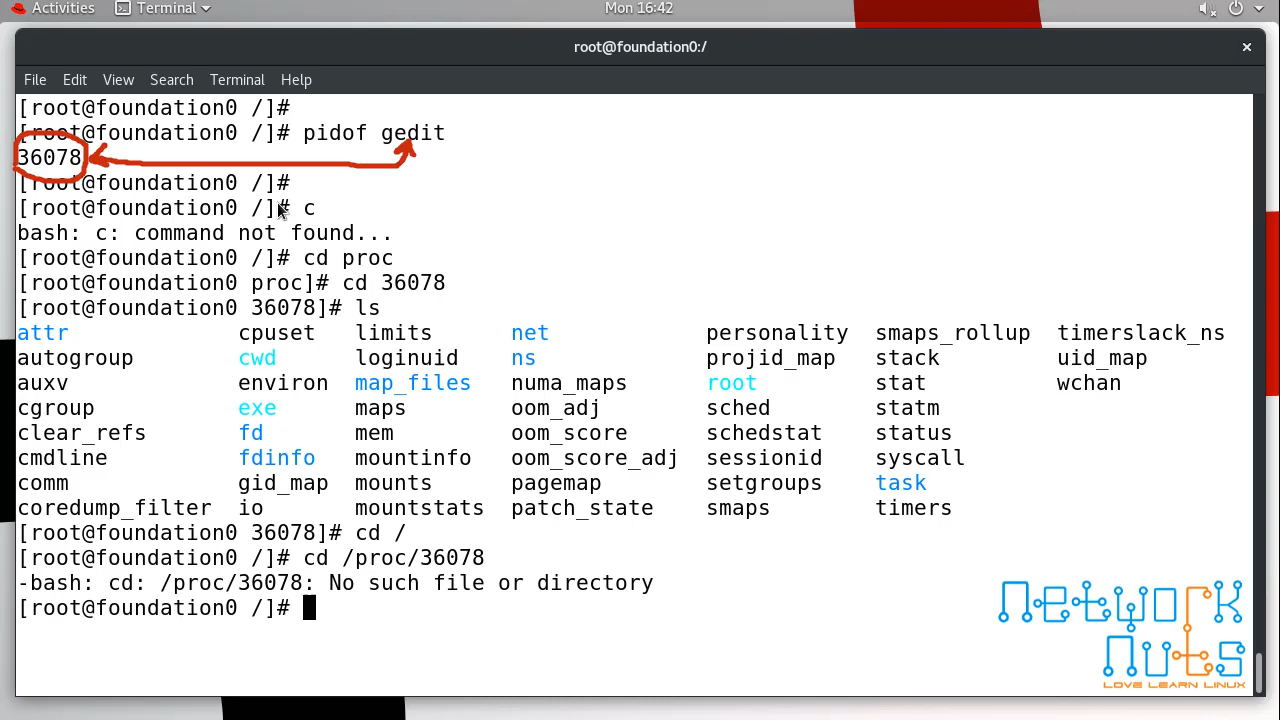 Activities Terminal Mon 16:42
root@foundation0:/
File Edit View Search Terminal Help
[root@foundation0 /]#
[root@foundation0 /]# pidof gedit
36078
[root@foundation0 /]#
[root@foundation0 /]# c
bash: c: command not found...
[root@foundation0 /]# cd proc
[root@foundation0 proc]# cd 36078
[root@foundation0 36078]# ls
attr cpuset limits net personality smaps_rollup timerslack_ns
autogroup cwd loginuid ns projid_map stack uid_map
auxv environ map_files numa_maps root stat wchan
cgroup exe maps oom_adj sched statm
clear_refs fd mem oom_score schedstat status
cmdline fdinfo mountinfo oom_score_adj sessionid syscall
comm gid_map mounts pagemap setgroups task
coredump_filter io mountstats patch_state smaps timers
[root@foundation0 36078]# cd /
[root@foundation0 /]# cd /proc/36078
-bash: cd: /proc/36078: No such file or directory
[root@foundation0 /]#
Network
Nuts
LOVE LEARN LINUX